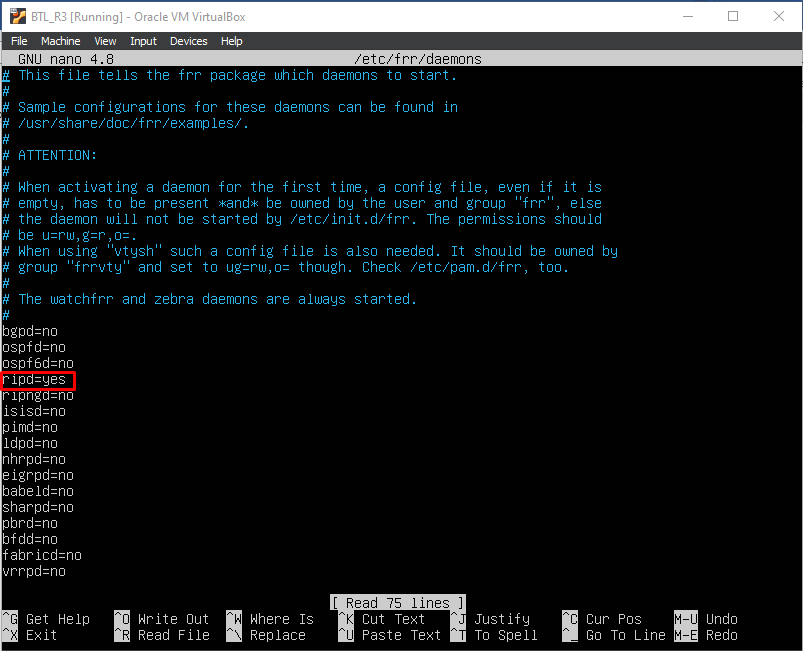 BTL_R3 [Running] - Oracle VM VirtualBox
File Machine View Input Devices Help
GNU nano 4.8 /etc/frr/daemons
# This file tells the frr package which daemons to start.
#
# Sample configurations for these daemons can be found in
# /usr/share/doc/frr/examples/.
#
# ATTENTION:
#
# When activating a daemon for the first time, a config file, even if it is
# empty, has to be present *and* be owned by the user and group "frr", else
# the daemon will not be started by /etc/init.d/frr. The permissions should
# be u=rw,g=r,o=.
# When using "vtysh" such a config file is also needed. It should be owned by
# group "frrvty" and set to ug=rw,o= though. Check /etc/pam.d/frr, too.
#
# The watchfrr and zebra daemons are always started.
#
bgpd=no
ospfd=no
ospf6d=no
ripd=yes
ripngd=no
isisd=no
pimd=no
ldpd=no
nhrpd=no
eigrpd=no
babeld=no
sharpd=no
pbrd=no
bfdd=no
fabricd=no
vrrpd=no
[ Read 75 lines ]
^G Get Help ^O Write Out ^W Where Is ^K Cut Text ^J Justify ^C Cur Pos M-U Undo
^X Exit ^R Read File ^\ Replace ^U Paste Text ^T To Spell ^_ Go To Line M-E Redo